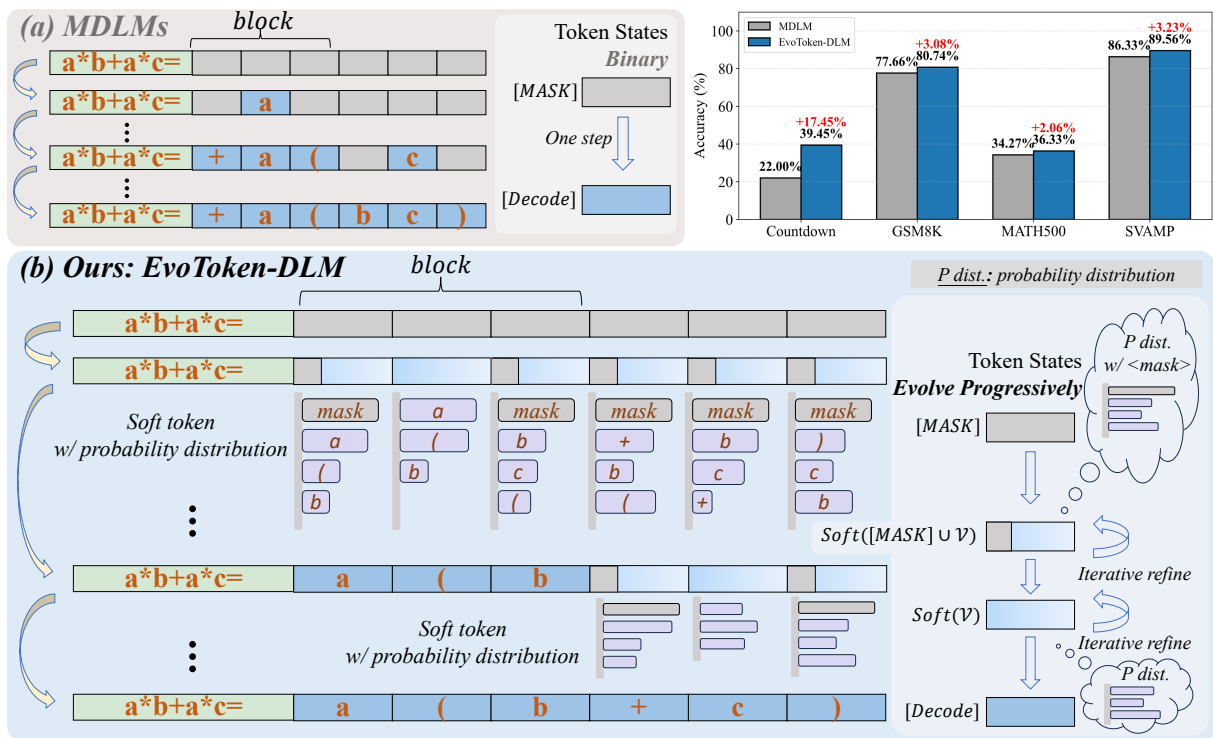 (a) MDLMs
block
a*b+a*c=
a*b+a*c= a
⋮
a*b+a*c= + a ( c
⋮
a*b+a*c= + a ( b c )
Token States
Binary
[MASK]
One step
[Decode]
MDLM
EvoToken-DLM
Accuracy (%)
100
80
60
40
20
0
22.00%
+17.45%
39.45%
77.66%
+3.08%
80.74%
34.27%
+2.06%
36.33%
86.33%
+3.23%
89.56%
Countdown GSM8K MATH500 SVAMP
(b) Ours: EvoToken-DLM
block
P dist.: probability distribution
a*b+a*c=
a*b+a*c=
Soft token
w/ probability distribution
mask a mask mask mask mask
a ( b + b )
( b c b c c
b ( ( + b
⋮
a*b+a*c= a ( b
Soft token
w/ probability distribution
⋮
a*b+a*c= a ( b + c )
Token States
Evolve Progressively
P dist.
w/ <mask>
[MASK]
Soft([MASK] ∪ V)
Iterative refine
Soft(V)
Iterative refine
P dist.
[Decode]